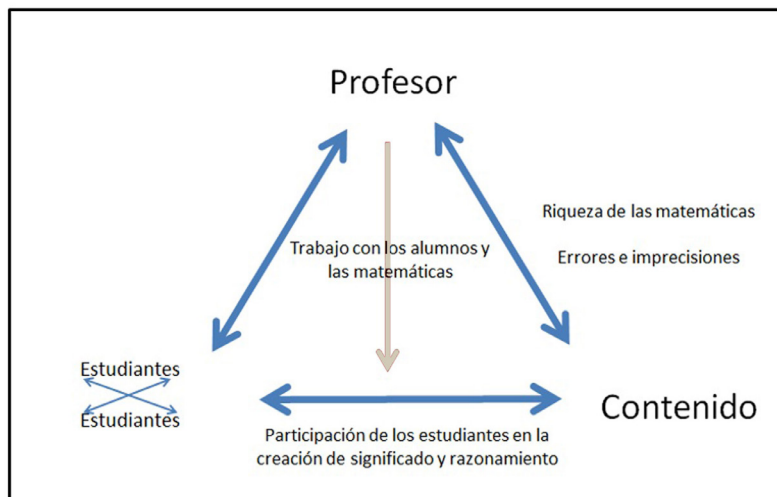 Profesor
Riqueza de las matemáticas
Trabajo con los alumnos y
las matemáticas
Errores e imprecisiones
Estudiantes
Estudiantes
Contenido
Participación de los estudiantes en la
creación de significado y razonamiento